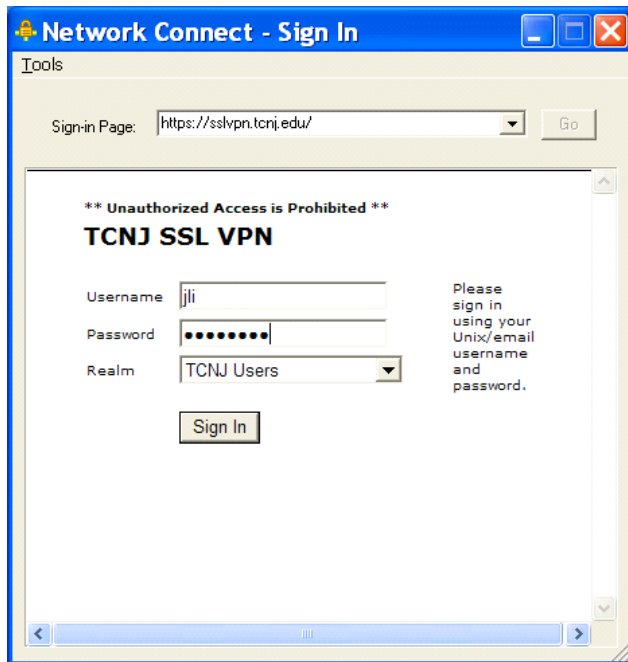 Network Connect - Sign In
Tools
Sign-in Page: https://sslvpn.tcnj.edu/ Go
** Unauthorized Access is Prohibited **
TCNJ SSL VPN
Username jli
Password ●●●●●●●●
Realm TCNJ Users
Sign In
Please
sign in
using your
Unix/email
username
and
password.